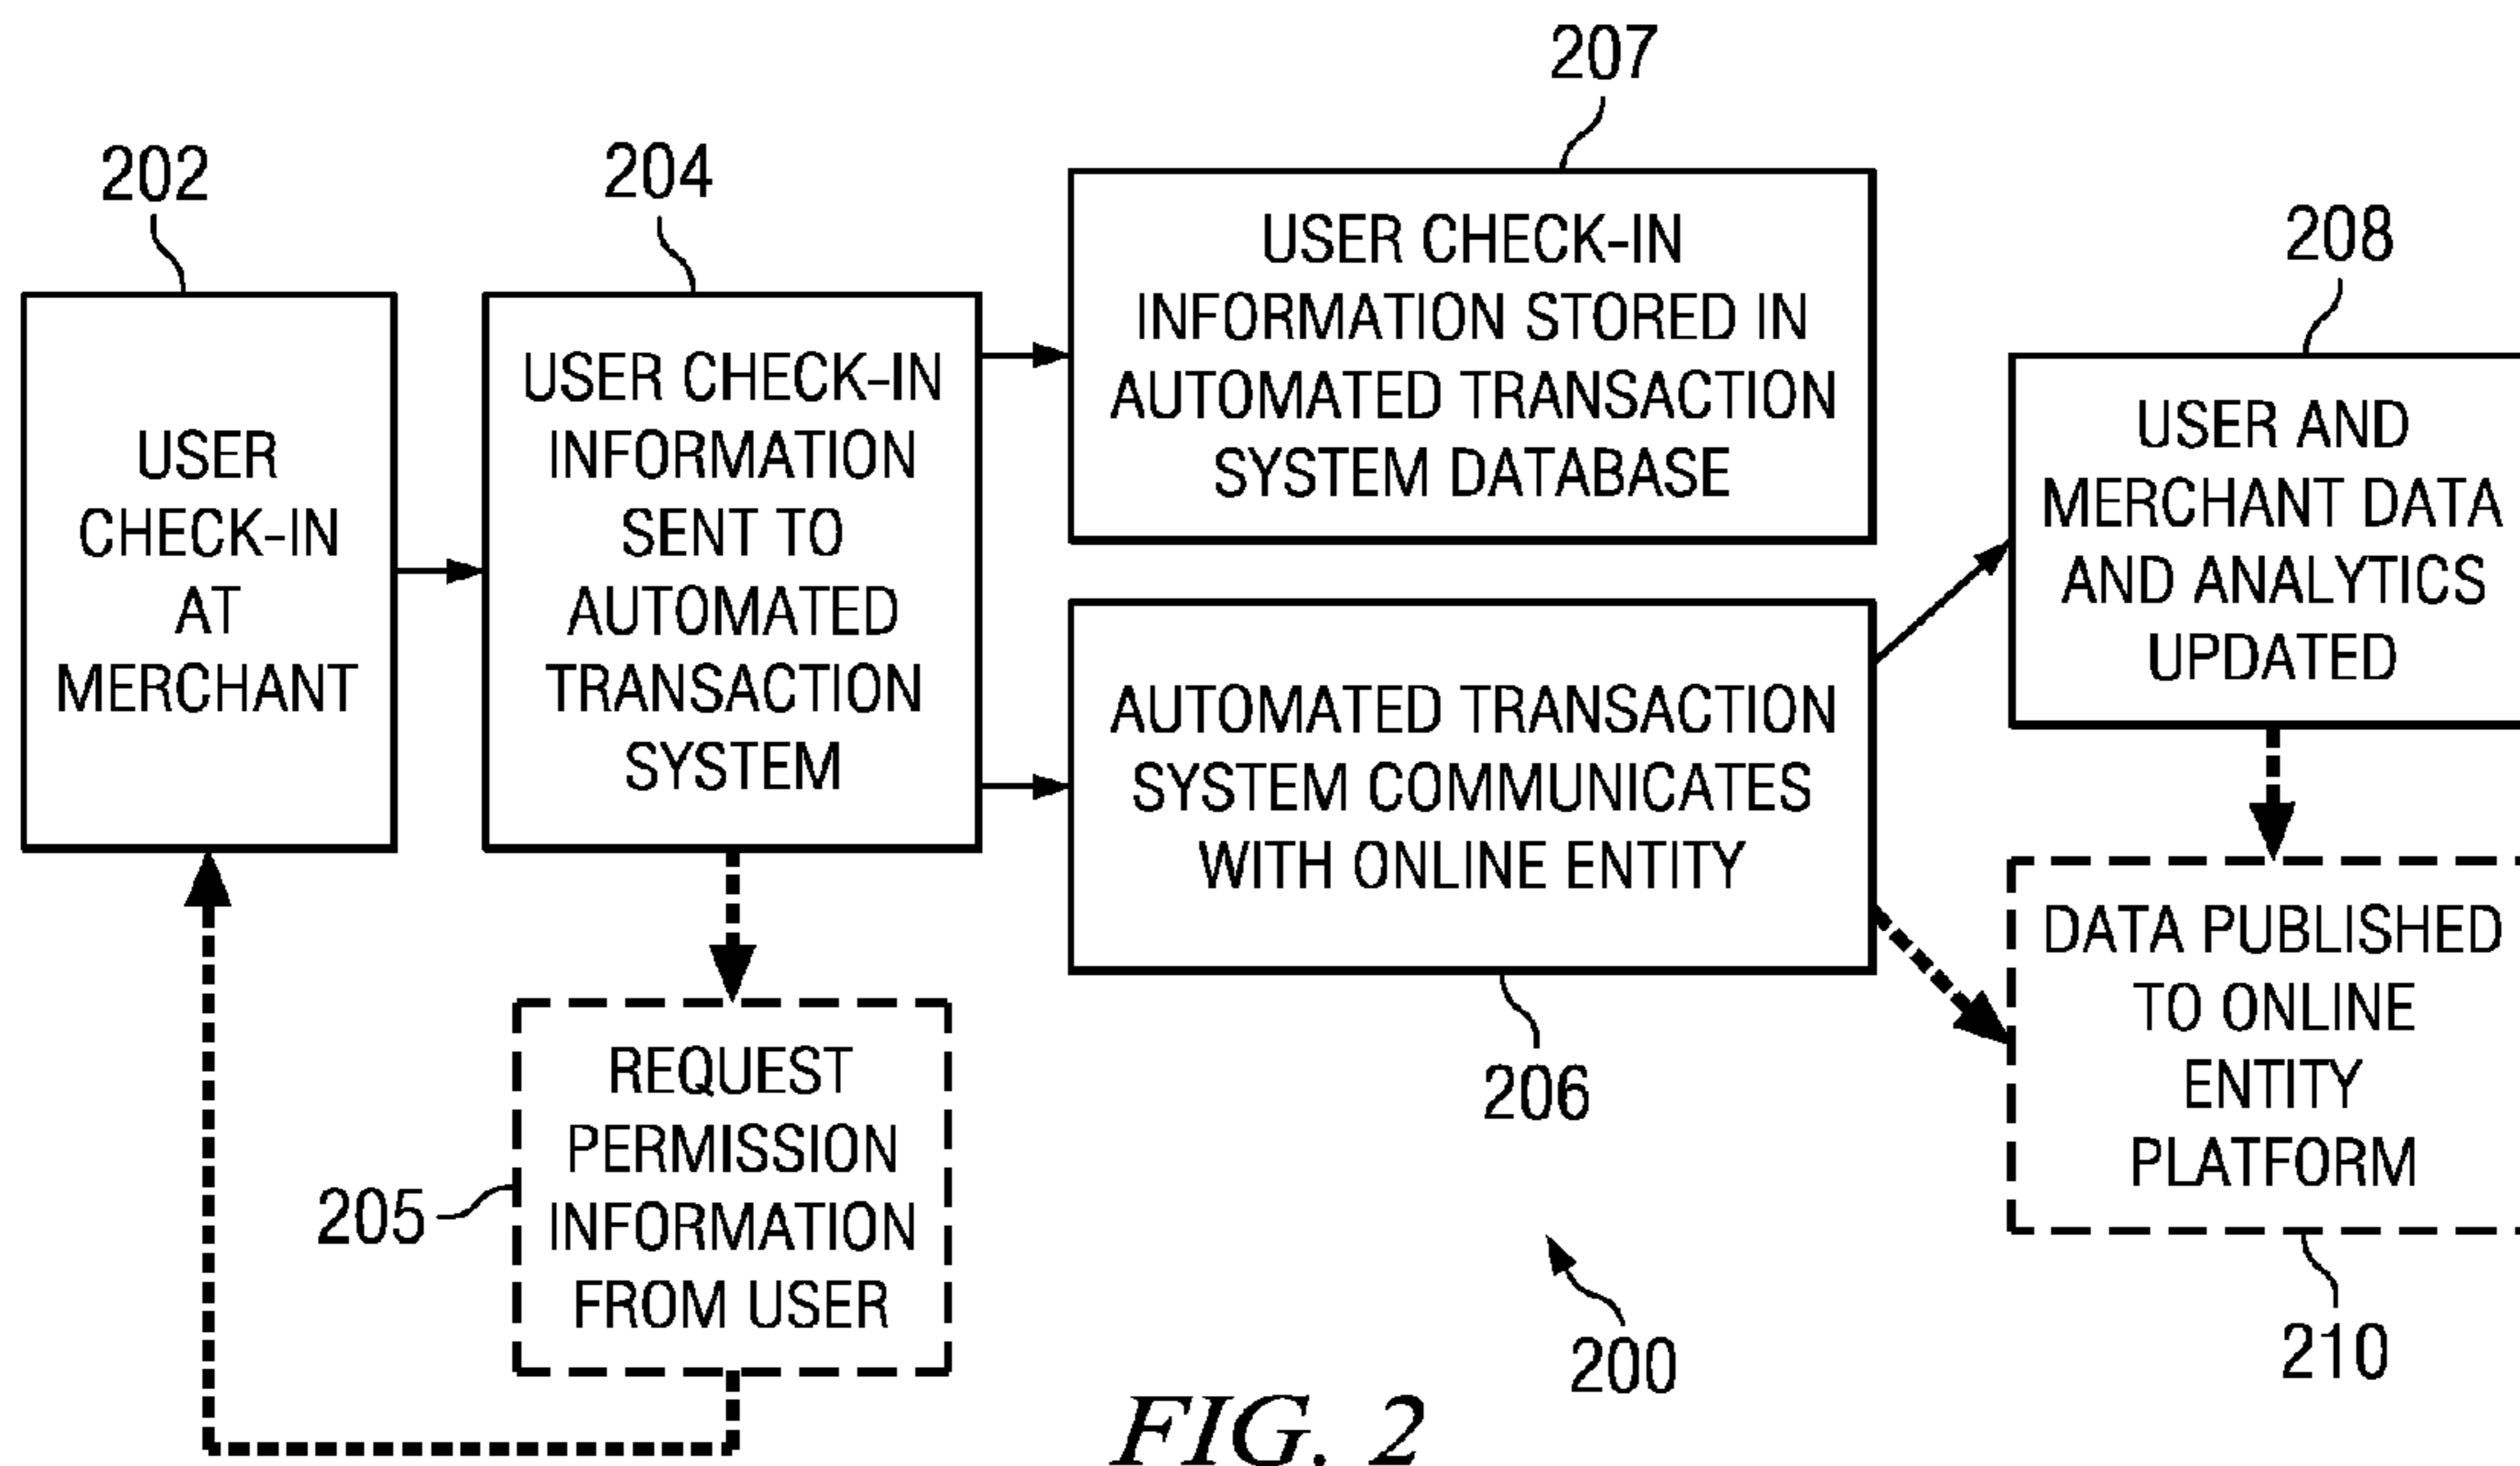 202
USER
CHECK-IN
AT
MERCHANT
204
USER CHECK-IN
INFORMATION
SENT TO
AUTOMATED
TRANSACTION
SYSTEM
205
REQUEST
PERMISSION
INFORMATION
FROM USER
207
USER CHECK-IN
INFORMATION STORED IN
AUTOMATED TRANSACTION
SYSTEM DATABASE
AUTOMATED TRANSACTION
SYSTEM COMMUNICATES
WITH ONLINE ENTITY
206
208
USER AND
MERCHANT DATA
AND ANALYTICS
UPDATED
DATA PUBLISHED
TO ONLINE
ENTITY
PLATFORM
210
200
FIG. 2